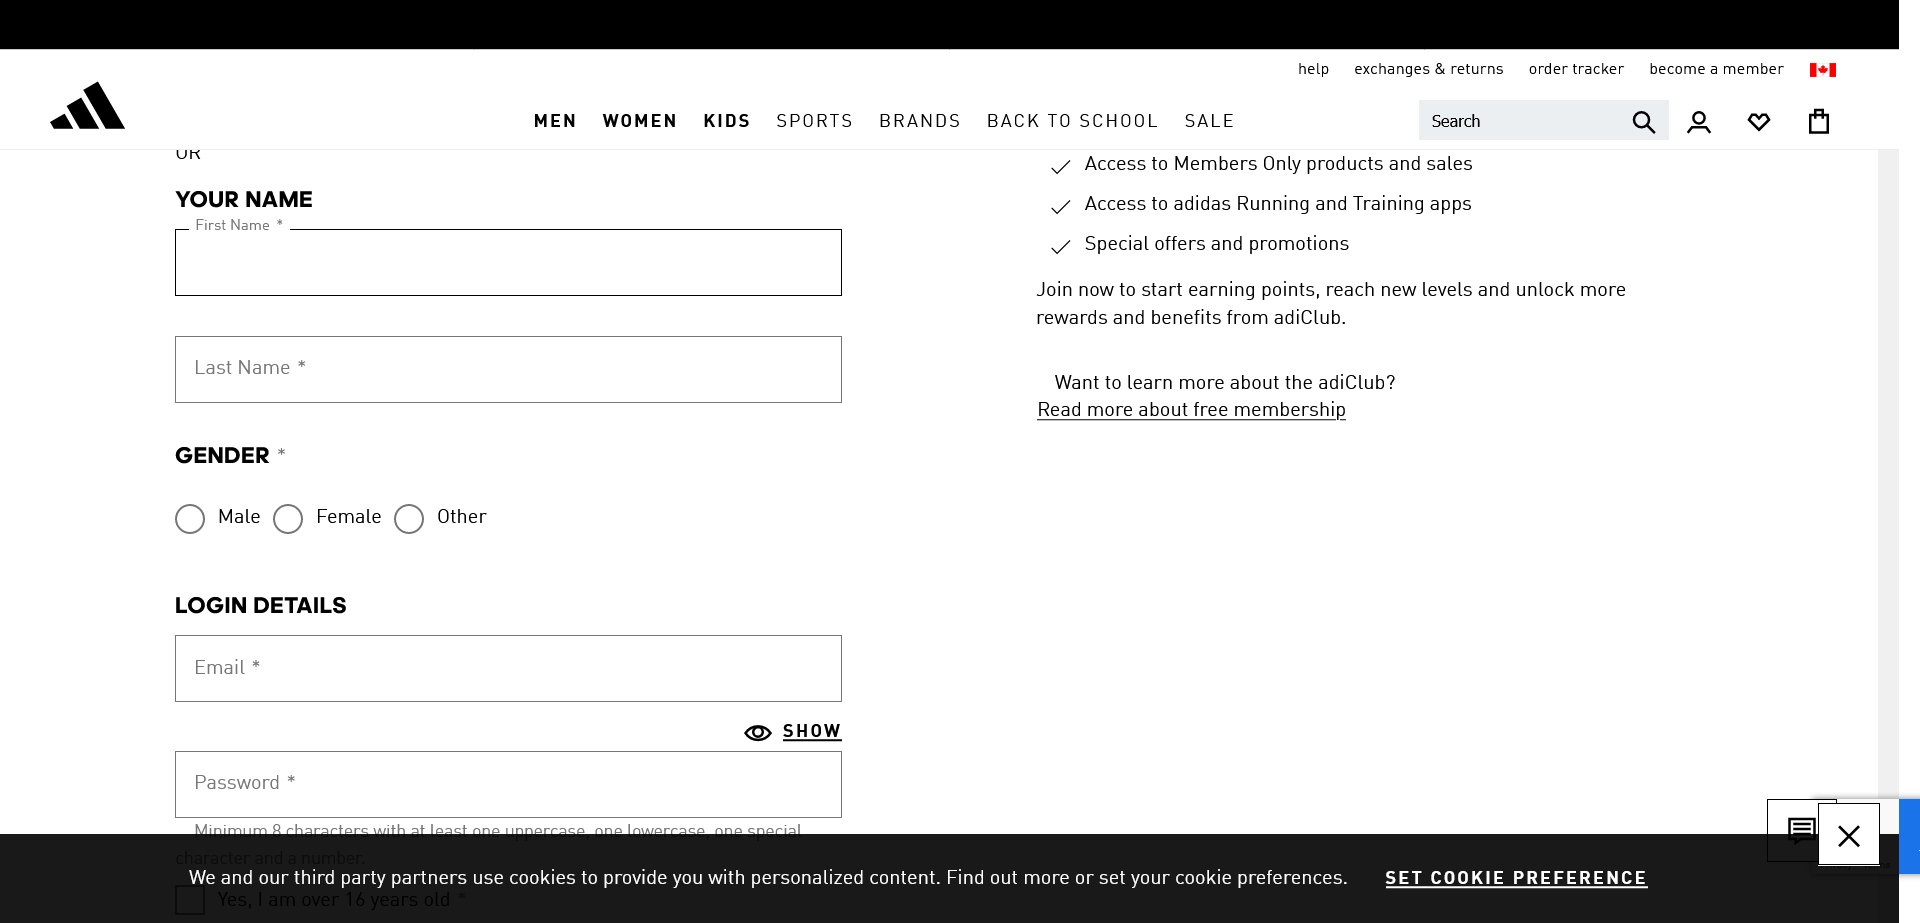 help exchanges & returns order tracker become a member
MEN WOMEN KIDS SPORTS BRANDS BACK TO SCHOOL SALE
Search
OR
YOUR NAME
First Name *
Last Name *
GENDER *
Male Female Other
LOGIN DETAILS
Email *
SHOW
Password *
Minimum 8 characters with at least one uppercase, one lowercase, one special
character and a number.
Yes, I am over 16 years old *
Access to Members Only products and sales
Access to adidas Running and Training apps
Special offers and promotions
Join now to start earning points, reach new levels and unlock more
rewards and benefits from adiClub.
Want to learn more about the adiClub?
Read more about free membership
We and our third party partners use cookies to provide you with personalized content. Find out more or set your cookie preferences.
SET COOKIE PREFERENCE